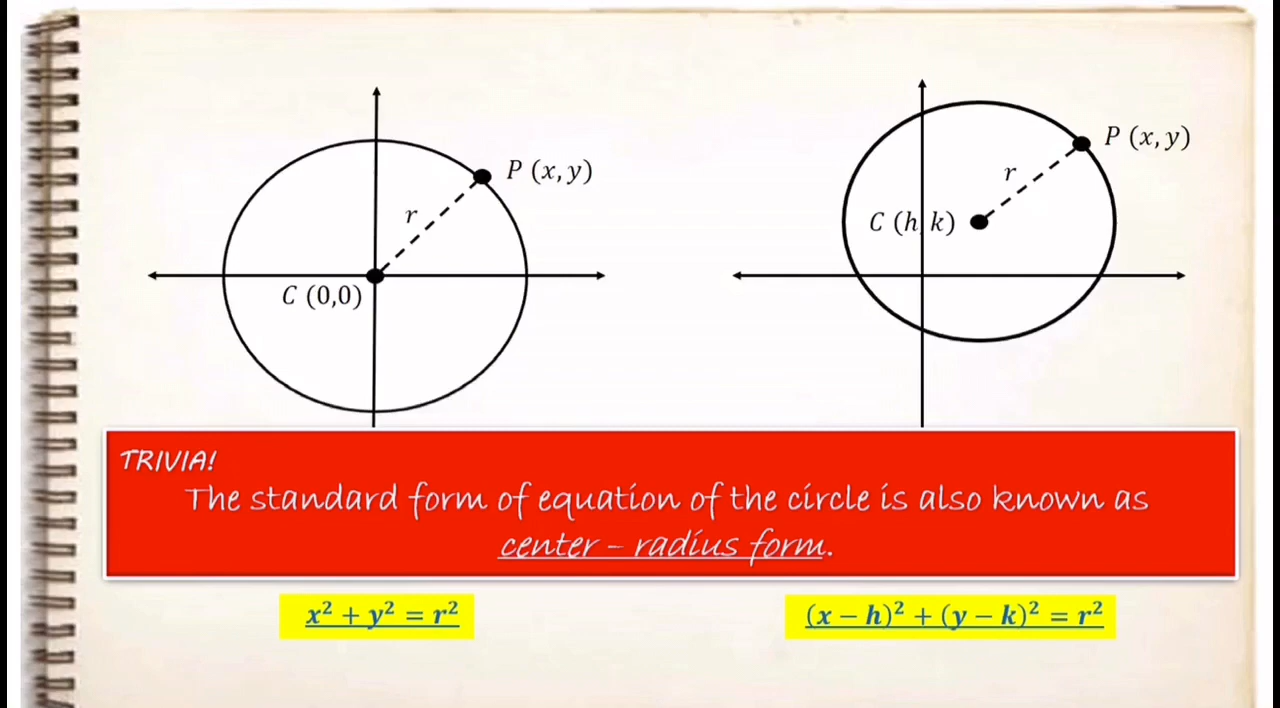 P (x, y)
r
C (0,0)
P (x, y)
r
C (h, k)
TRIVIA!
The standard form of equation of the circle is also known as
center – radius form.
x² + y² = r²
(x − h)² + (y − k)² = r²